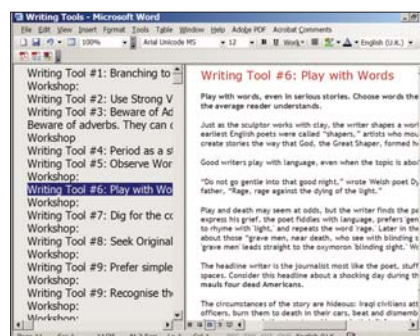 Writing Tools - Microsoft Word
File Edit View Insert Format Tools Table Window Help Adobe PDF Acrobat Comments
100% Arial Unicode MS 12 B U Work English (U.K.)
Writing Tool #1: Branching to
Workshop:
Writing Tool #2: Use Strong V
Writing Tool #3: Beware of Ad
Beware of adverbs. They can d
Workshop
Writing Tool #4: Period as a st
Writing Tool #5: Observe Wor
Workshop:
Writing Tool #6: Play with Wo
Workshop:
Writing Tool #7: Dig for the co
Workshop:
Writing Tool #8: Seek Original
Workshop:
Writing Tool #9: Prefer simple
Workshop:
Writing Tool #9: Recognise the
Workshop:
Writing Tool #6: Play with Words
Play with words, even in serious stories. Choose words the
the average reader understands.
Just as the sculptor works with clay, the writer shapes a world
earliest English poets were called "shapers," artists who mou
create stories the way that God, the Great Shaper, formed he
Good writers play with language, even when the topic is abou
"Do not go gentle into that good night," wrote Welsh poet Dy
father, "Rage, rage against the dying of the light."
Play and death may seem at odds, but the writer finds the pa
express his grief, the poet fiddles with language, prefers 'gen
to rhyme with 'light,' and repeats the word 'rage.' Later in the
about those "grave men, near death, who see with blinding s
'grave men' leads straight to the oxymoron 'blinding sight.'
The headline writer is the journalist most like the poet, stuff
spaces. Consider this headline about a shocking day during th
mauls four dead Americans.
The circumstances of the story are hideous: Iraqi civilians att
officers, burn them to death in their cars, beat and dismembe